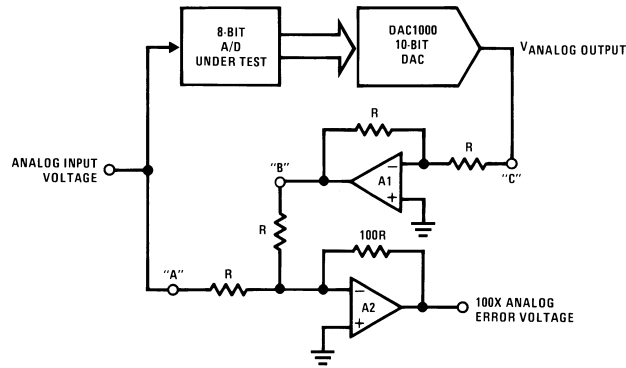 8-BIT
A/D
UNDER TEST
DAC1000
10-BIT
DAC
VANALOG OUTPUT
R
R
ANALOG INPUT
VOLTAGE
"B"
−
A1
+
"C"
R
100R
"A"
R
−
A2
+
100X ANALOG
ERROR VOLTAGE